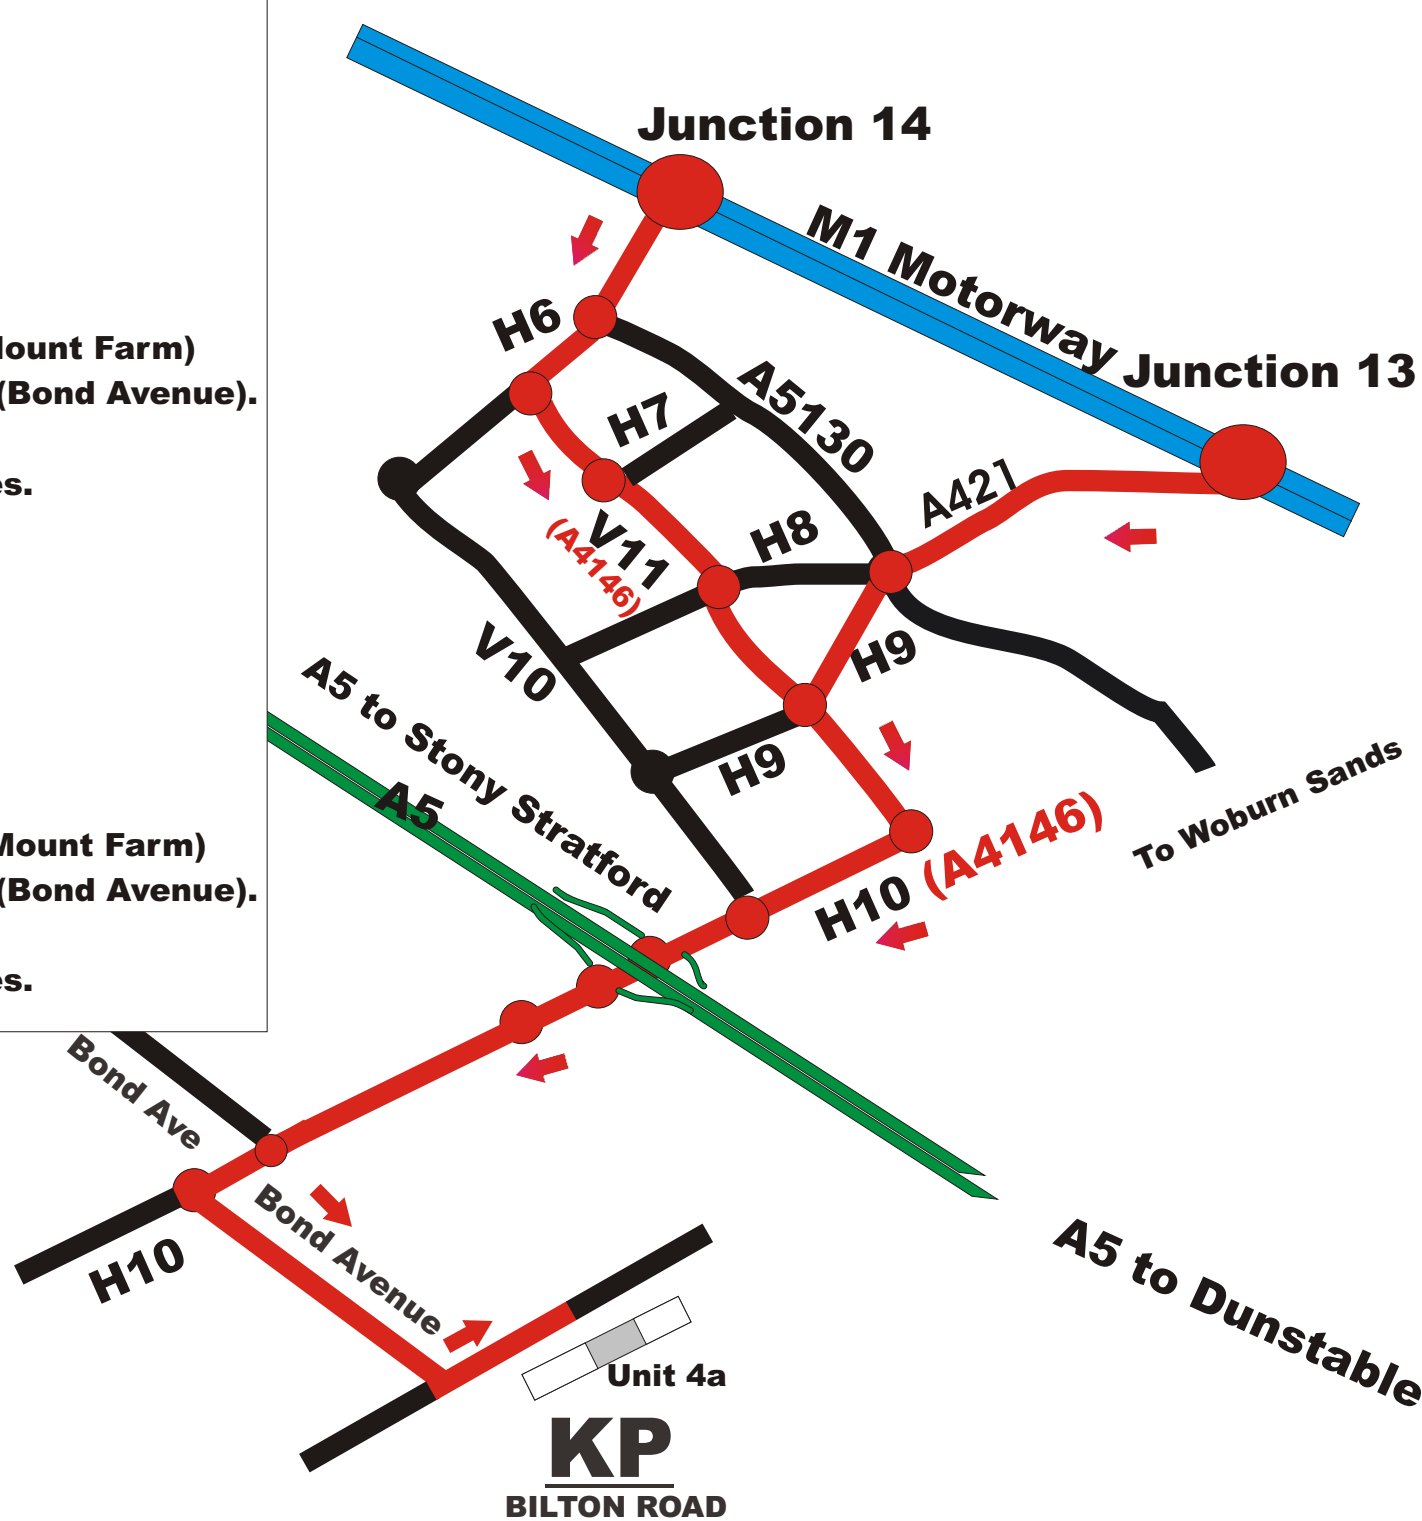 Junction 14
M1 Motorway
Junction 13
H6
A5130
H7
A421
H8
V11
(A4146)
H9
V10
A5 to Stony Stratford
H9
A5
To Woburn Sands
H10 (A4146)
Mount Farm)
(Bond Avenue).
es.
Mount Farm)
(Bond Avenue).
es.
Bond Ave
Bond Avenue
H10
A5 to Dunstable
Unit 4a
KP
BILTON ROAD